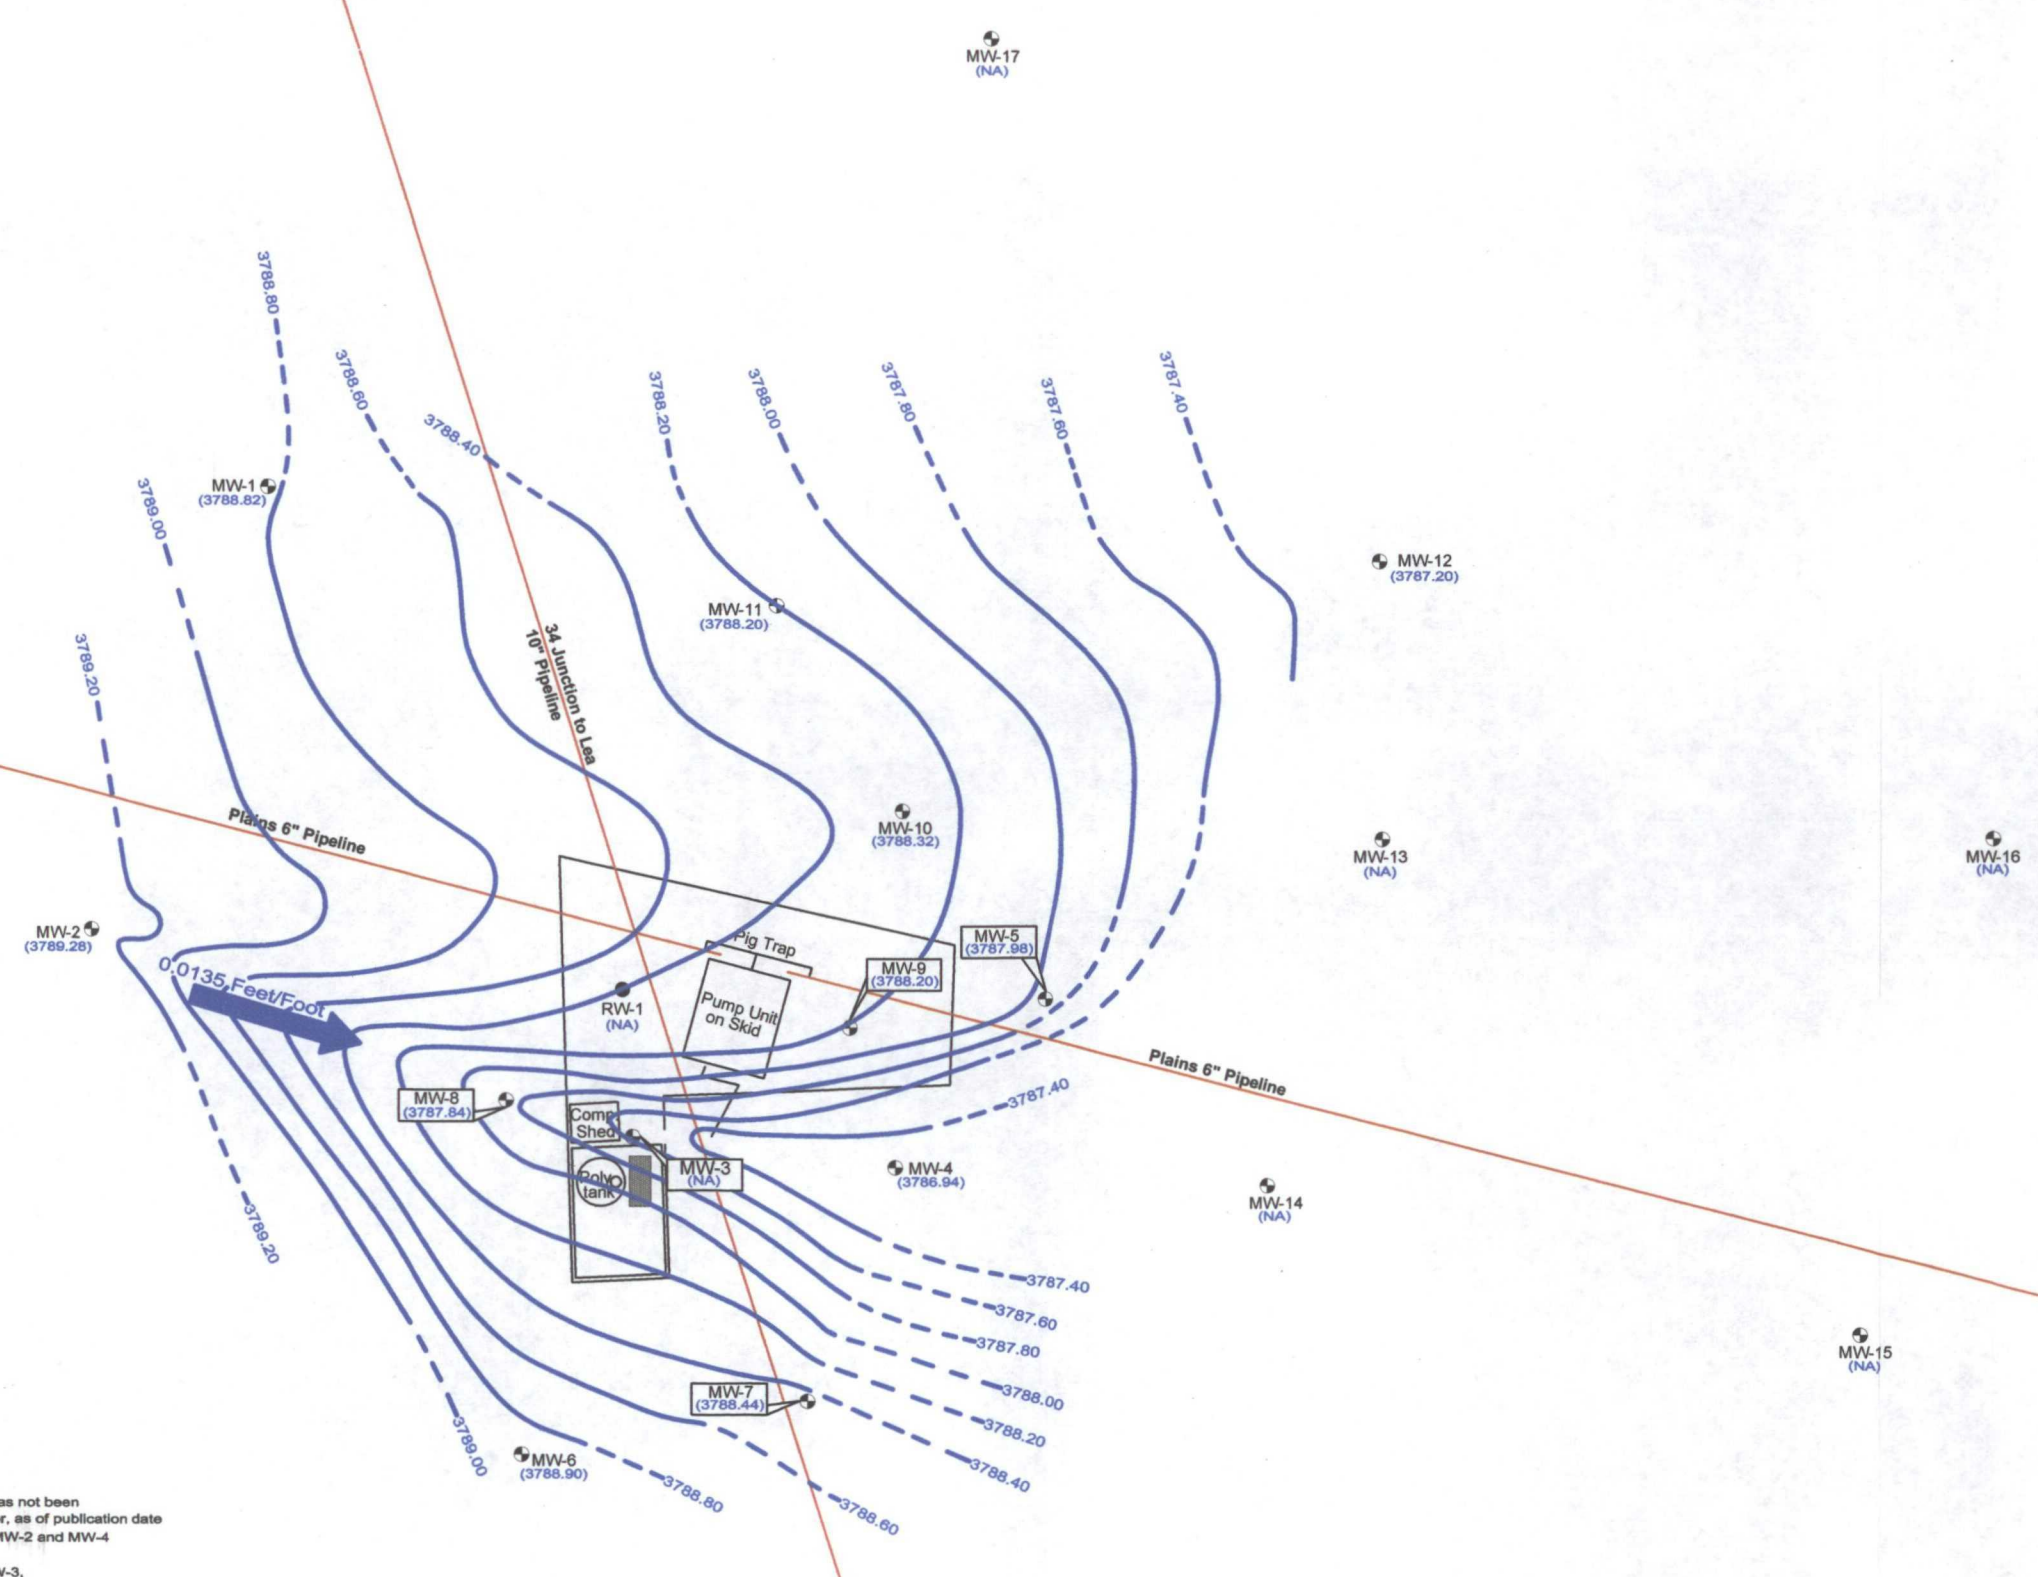 MW-17
(NA)
3788.80
3788.60
3788.40
3788.20
3788.00
3787.80
3787.60
3787.40
MW-1
(3788.82)
3789.00
MW-12
(3787.20)
MW-11
(3788.20)
3789.20
34 Junction to Lea
10" Pipeline
Plains 6" Pipeline
MW-10
(3788.32)
MW-13
(NA)
MW-16
(NA)
MW-2
(3789.28)
Pig Trap
MW-5
(3787.98)
MW-9
(3788.20)
0.0135 Feet/Foot
RW-1
(NA)
Pump Unit
on Skid
Plains 6" Pipeline
MW-8
(3787.84)
3787.40
Comp.
Shed
MW-3
(NA)
Poly
tank
MW-4
(3786.94)
MW-14
(NA)
3789.20
3787.40
3787.60
3787.80
3788.00
3788.20
3788.40
MW-15
(NA)
MW-7
(3788.44)
3789.00
MW-6
(3788.90)
3788.80
3788.60
as not been
r, as of publication date
MW-2 and MW-4
W-3.